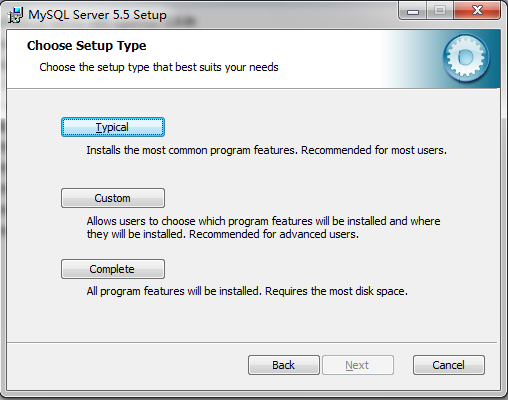 MySQL Server 5.5 Setup
Choose Setup Type
Choose the setup type that best suits your needs
Typical
Installs the most common program features. Recommended for most users.
Custom
Allows users to choose which program features will be installed and where
they will be installed. Recommended for advanced users.
Complete
All program features will be installed. Requires the most disk space.
Back Next Cancel